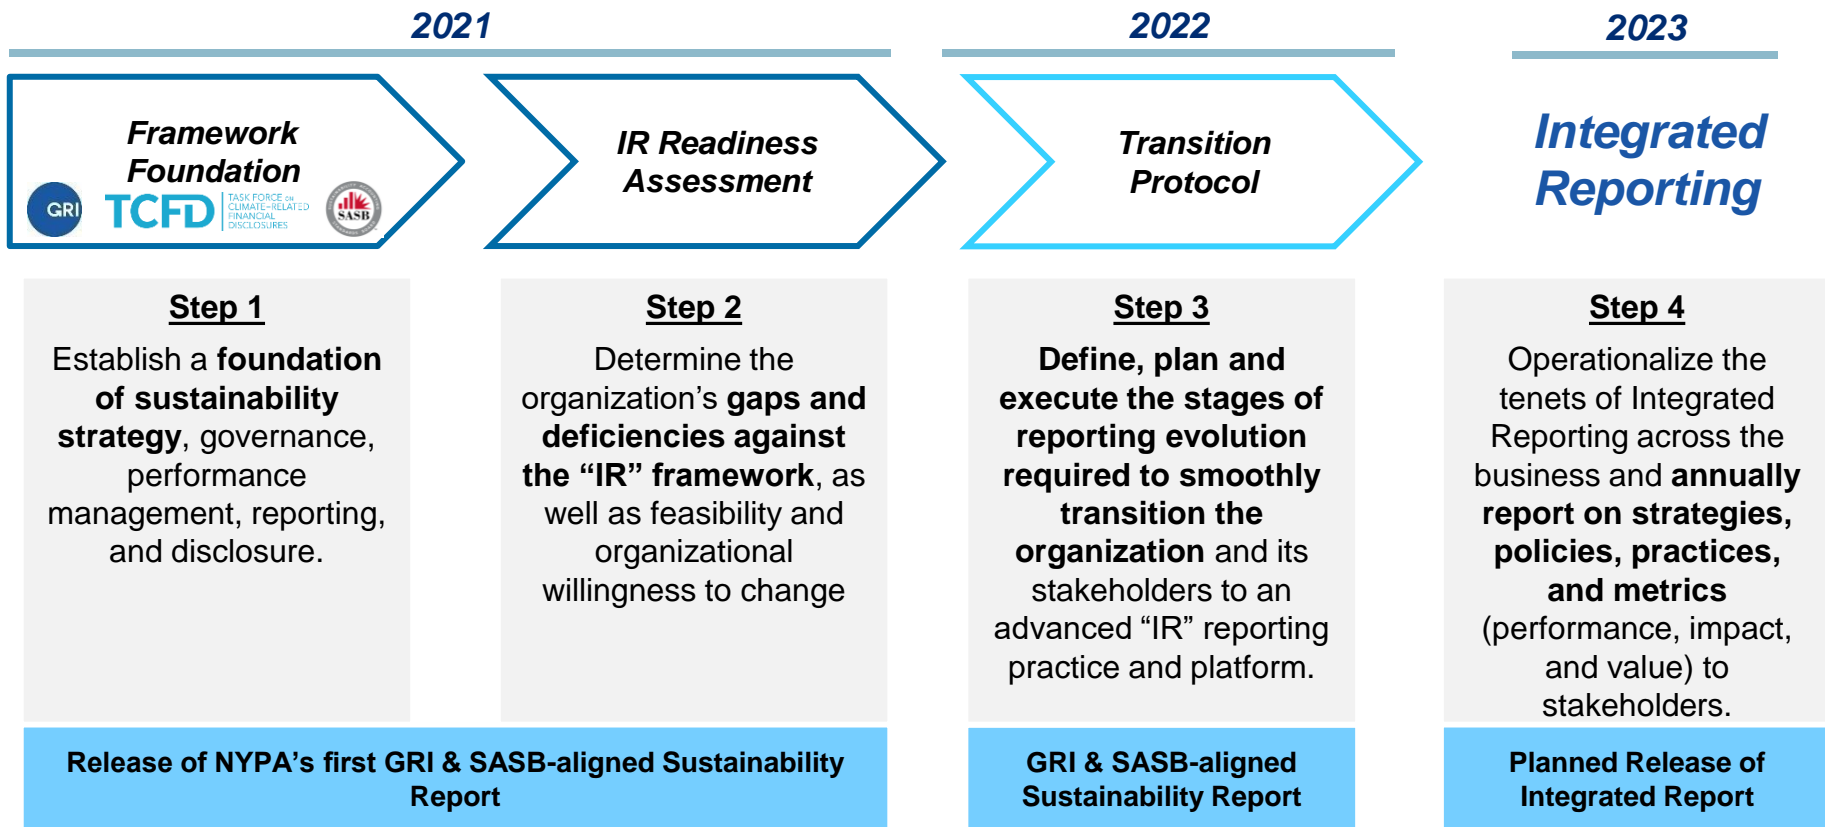 2021
2022
2023
Framework
Foundation
GRI
TCFD
TASK FORCE ON
CLIMATE-RELATED
FINANCIAL
DISCLOSURES
SASB
IR Readiness
Assessment
Transition
Protocol
Integrated
Reporting
Step 1
Establish a foundation
of sustainability
strategy, governance,
performance
management, reporting,
and disclosure.
Step 2
Determine the
organization’s gaps and
deficiencies against
the “IR” framework, as
well as feasibility and
organizational
willingness to change
Step 3
Define, plan and
execute the stages of
reporting evolution
required to smoothly
transition the
organization and its
stakeholders to an
advanced “IR” reporting
practice and platform.
Step 4
Operationalize the
tenets of Integrated
Reporting across the
business and annually
report on strategies,
policies, practices,
and metrics
(performance, impact,
and value) to
stakeholders.
Release of NYPA’s first GRI & SASB-aligned Sustainability
Report
GRI & SASB-aligned
Sustainability Report
Planned Release of
Integrated Report